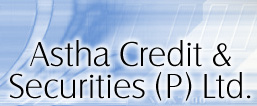 Astha Credit &
Securities (P) Ltd.